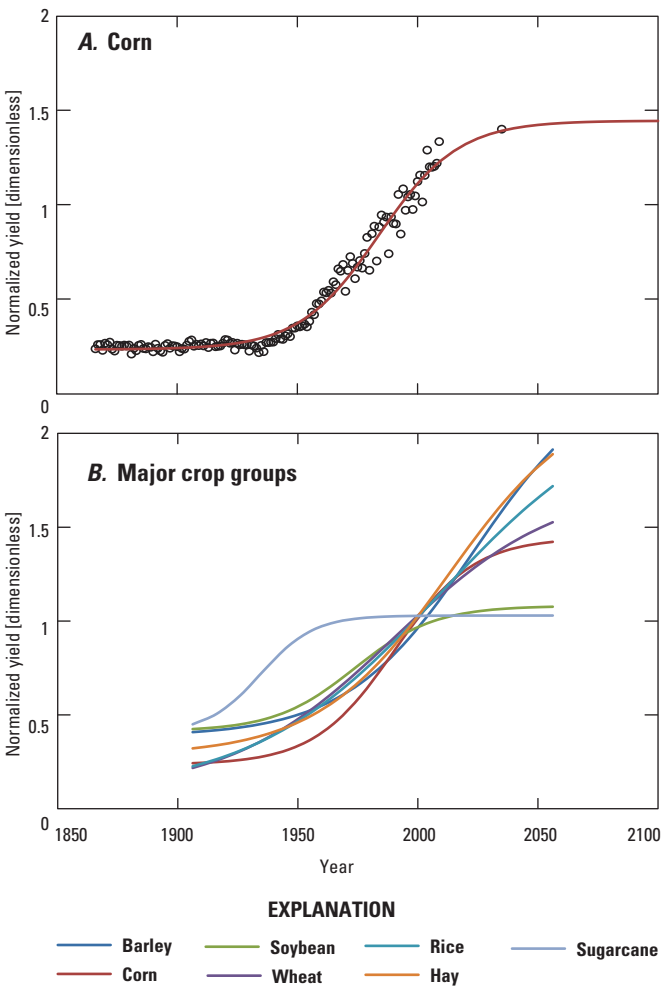 2
A. Corn
1.5
1
0.5
0
Normalized yield [dimensionless]
2
B. Major crop groups
1.5
1
0.5
0
Normalized yield [dimensionless]
1850 1900 1950 2000 2050 2100
Year
EXPLANATION
Barley Soybean Rice Sugarcane
Corn Wheat Hay